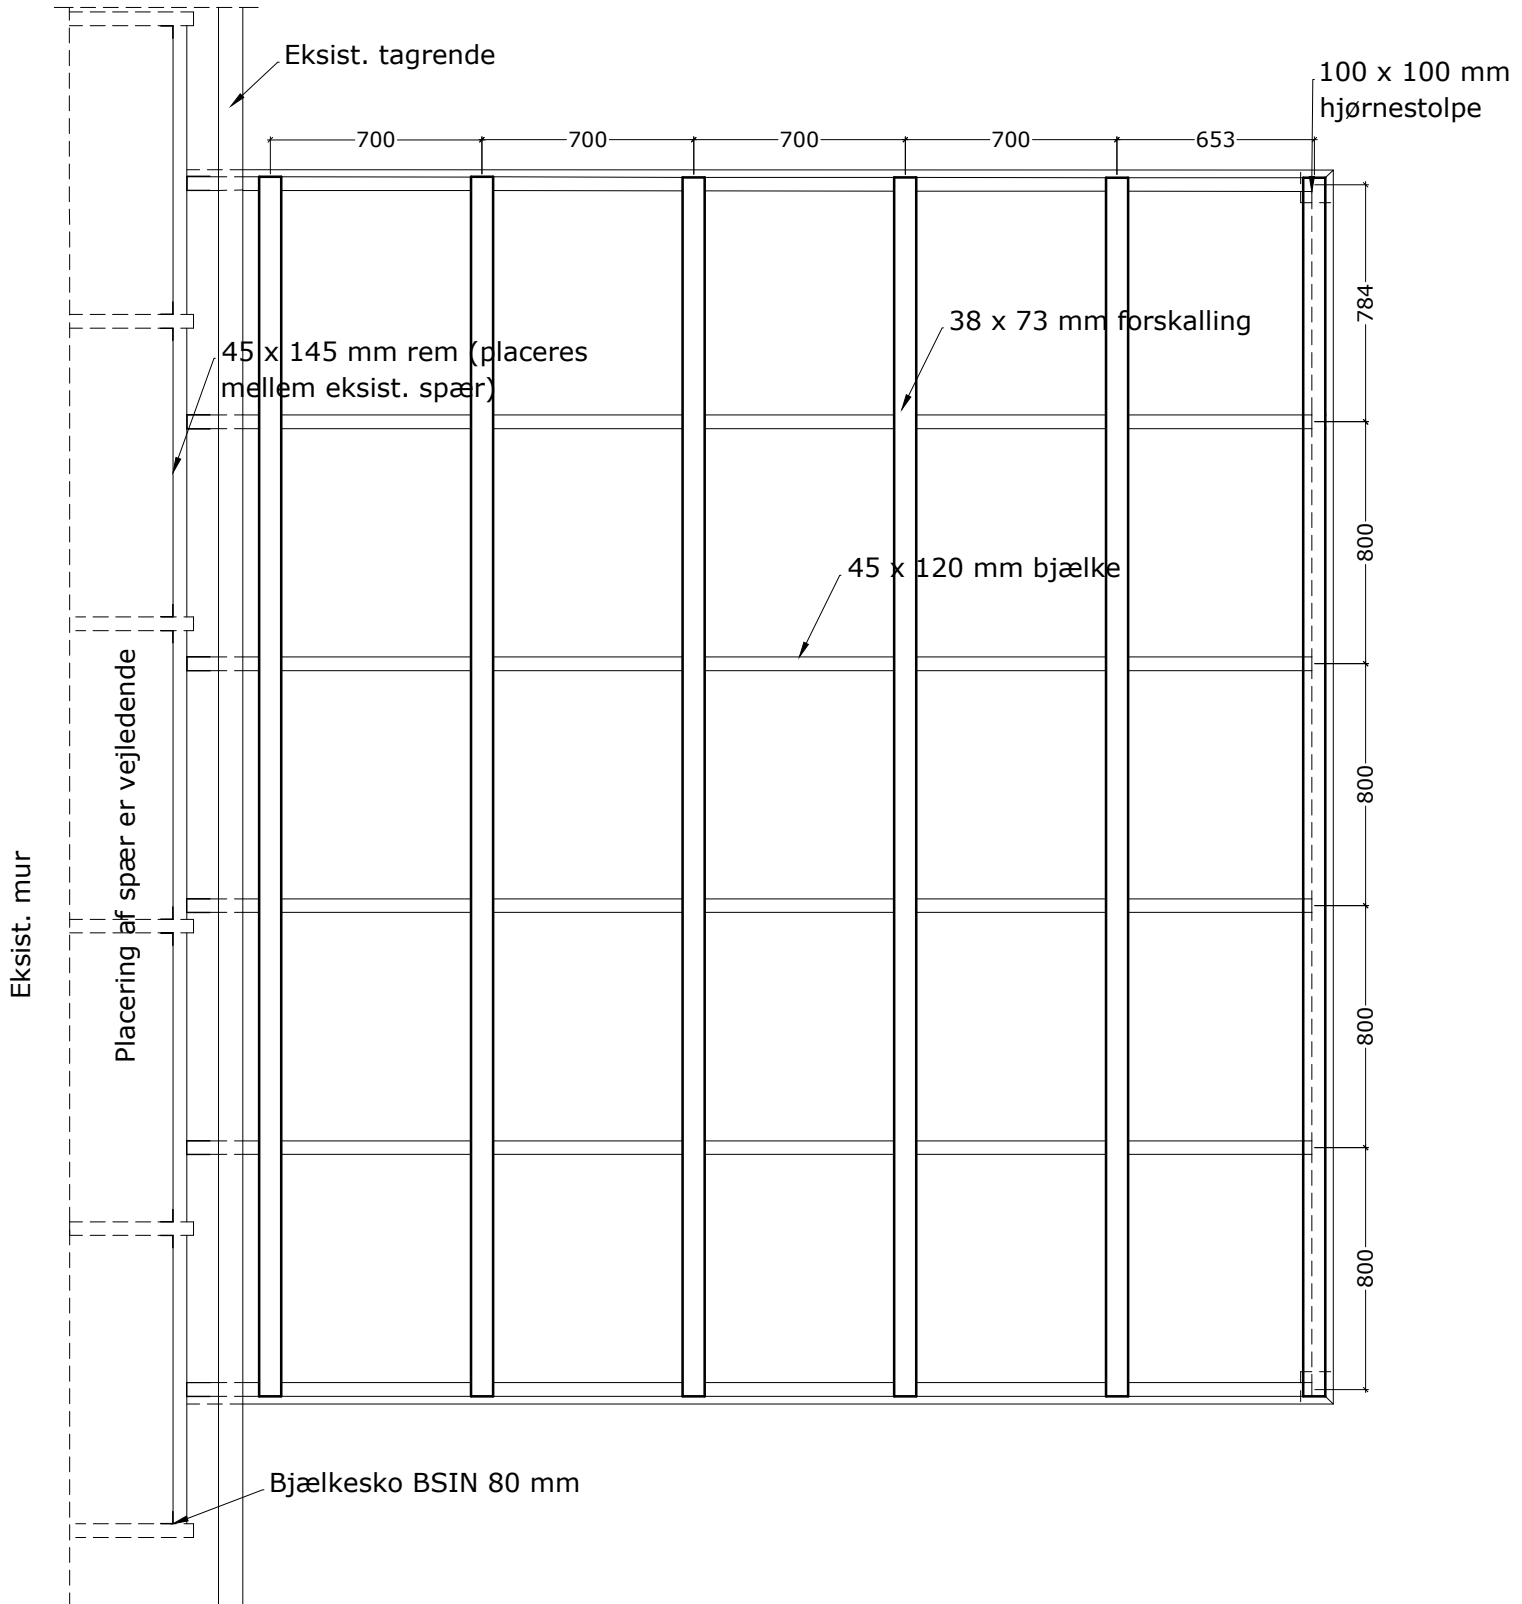 Eksist. tagrende
100 x 100 mm
hjørnestolpe
700
700
700
700
653
784
38 x 73 mm forskalling
45 x 145 mm rem (placeres
mellem eksist. spær)
800
45 x 120 mm bjælke
Placering af spær er vejledende
800
Eksist. mur
800
800
Bjælkesko BSIN 80 mm